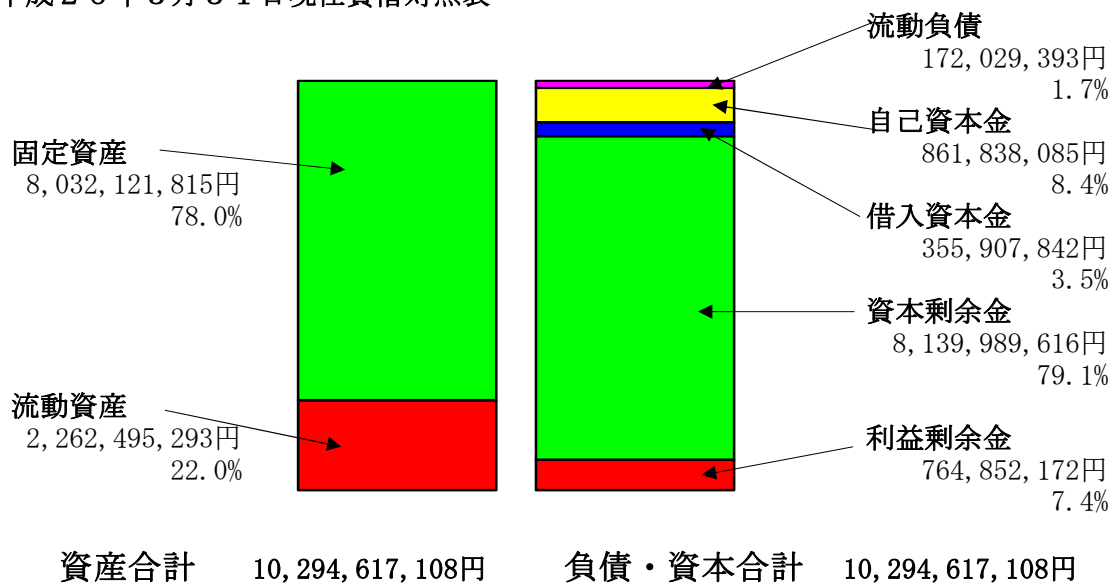 流動負債
172,029,393円
1.7%
自己資本金
861,838,085円
8.4%
固定資産
8,032,121,815円
78.0%
借入資本金
355,907,842円
3.5%
資本剰余金
8,139,989,616円
79.1%
流動資産
2,262,495,293円
22.0%
利益剰余金
764,852,172円
7.4%
資産合計 10,294,617,108円
負債・資本合計 10,294,617,108円